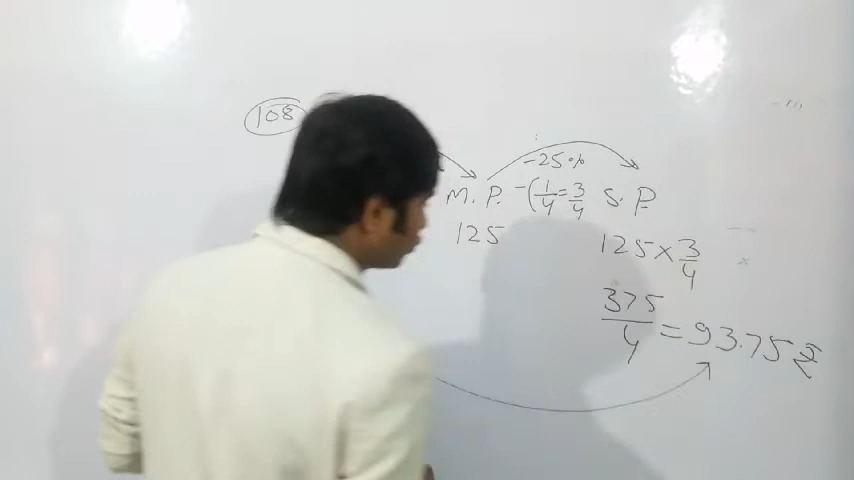 108
-25%
M. P. -(1/4 = 3/4 S. P.
125
125 × 3/4
375/4 = 93.75 ₹